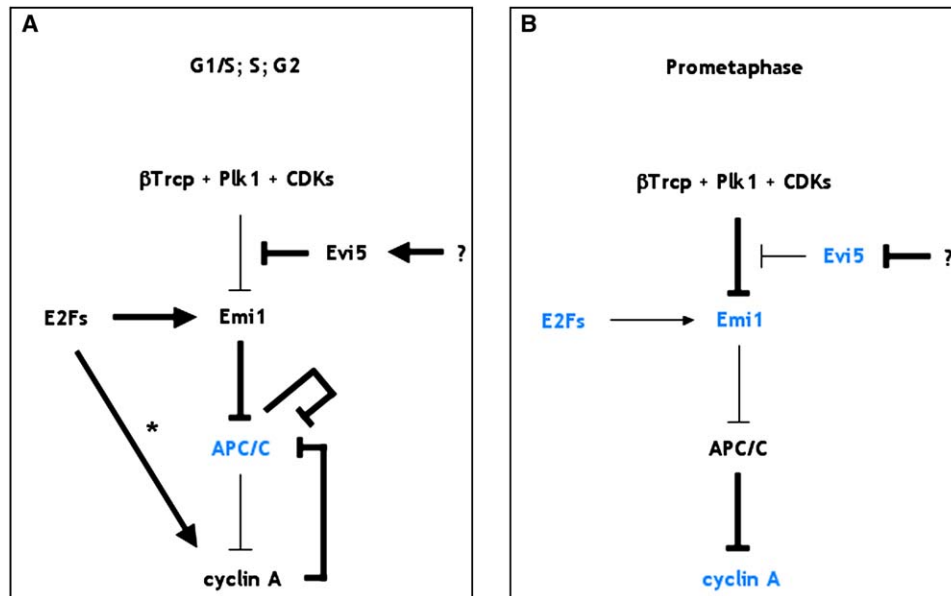 A
G1/S; S; G2
βTrcp + Plk1 + CDKs
Evi5
?
E2Fs
Emi1
*
APC/C
cyclin A
B
Prometaphase
βTrcp + Plk1 + CDKs
Evi5
?
E2Fs
Emi1
APC/C
cyclin A